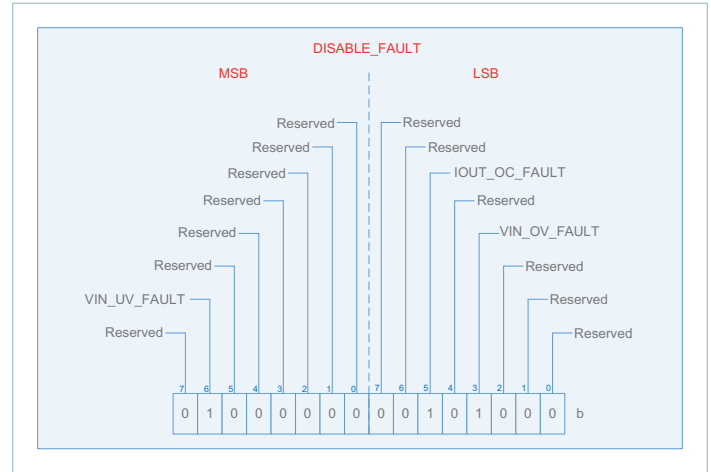 DISABLE_FAULT
MSB LSB
Reserved Reserved
Reserved Reserved
Reserved IOUT_OC_FAULT
Reserved Reserved
Reserved VIN_OV_FAULT
Reserved Reserved
VIN_UV_FAULT Reserved
Reserved Reserved
7 6 5 4 3 2 1 0 7 6 5 4 3 2 1 0
0 1 0 0 0 0 0 0 0 0 1 0 1 0 0 0 b